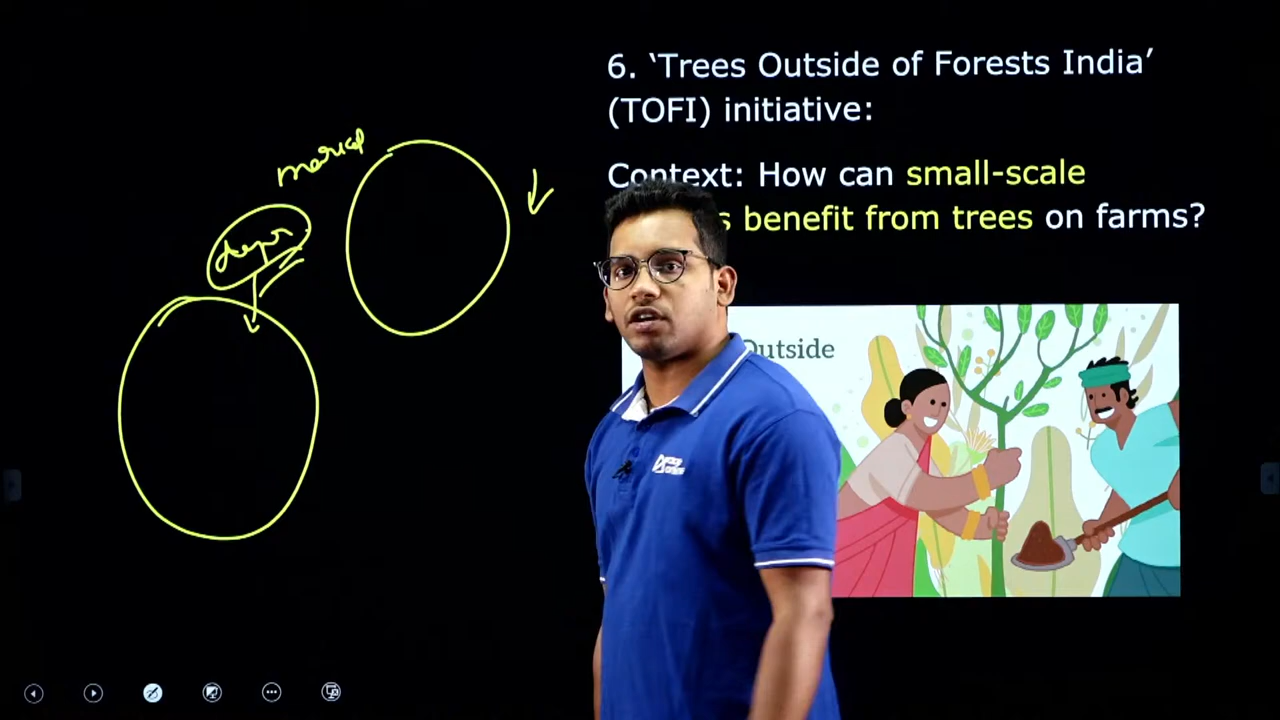 6. ‘Trees Outside of Forests India’
(TOFI) initiative:
Context: How can small-scale
s benefit from trees on farms?
Outside